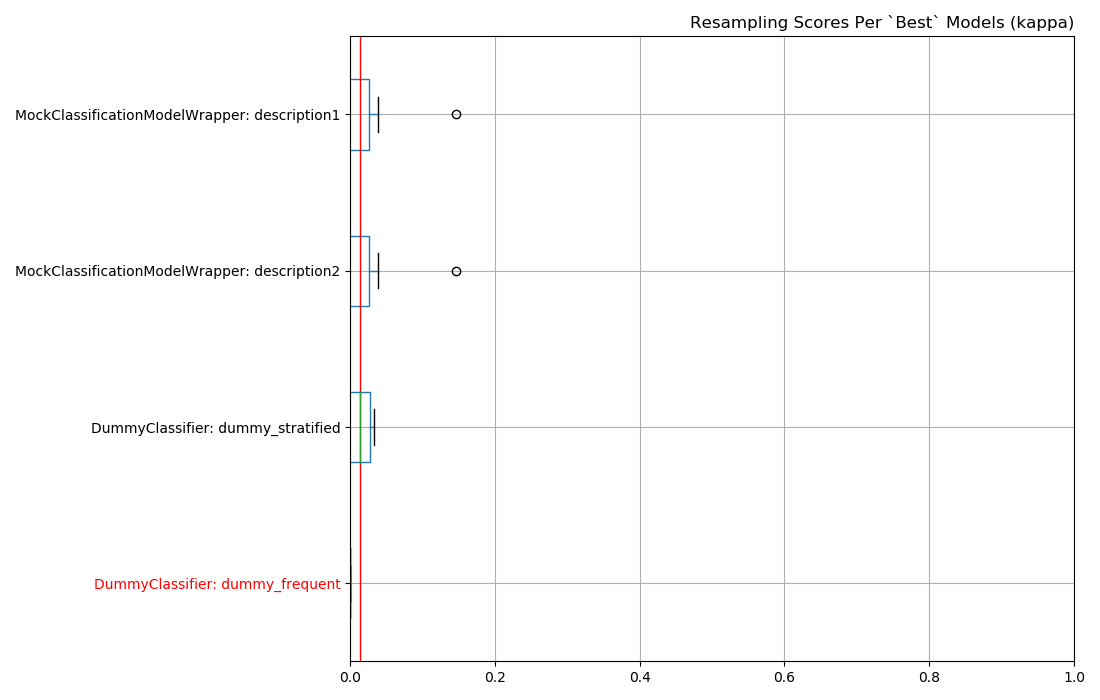 Resampling Scores Per `Best` Models (kappa)
MockClassificationModelWrapper: description1
MockClassificationModelWrapper: description2
DummyClassifier: dummy_stratified
DummyClassifier: dummy_frequent
0.0 0.2 0.4 0.6 0.8 1.0